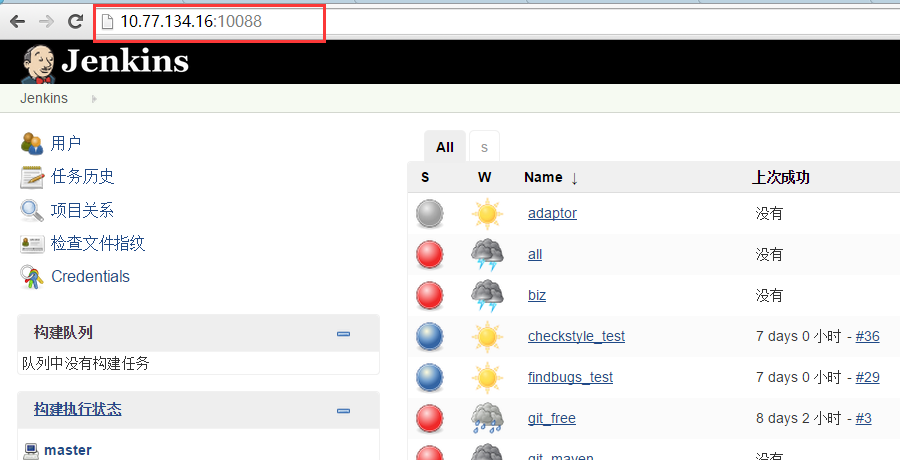 10.77.134.16:10088
Jenkins
Jenkins
用户
任务历史
项目关系
检查文件指纹
Credentials
构建队列
队列中没有构建任务
构建执行状态
master
All s
S W Name ↓ 上次成功
adaptor 没有
all 没有
biz 没有
checkstyle_test 7 days 0 小时 - #36
findbugs_test 7 days 0 小时 - #29
git_free 8 days 2 小时 - #3
git_maven 没有